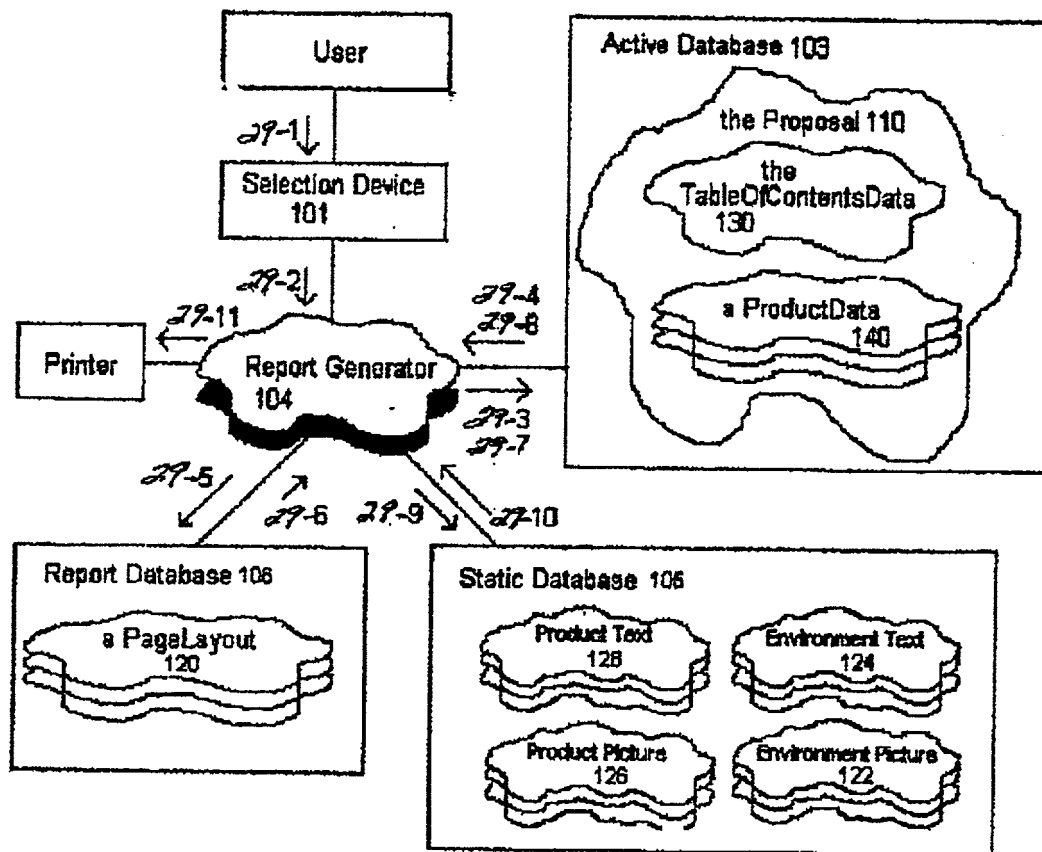 User
Active Database 103
the Proposal 110
29-1
the
TableOfContentsData
130
Selection Device
101
29-2
29-4
29-8
a ProductData
140
29-11
Printer
Report Generator
104
29-3
29-7
29-5
29-6
29-9
29-10
Report Database 106
a PageLayout
120
Static Database 105
Product Text
128
Environment Text
124
Product Picture
126
Environment Picture
122